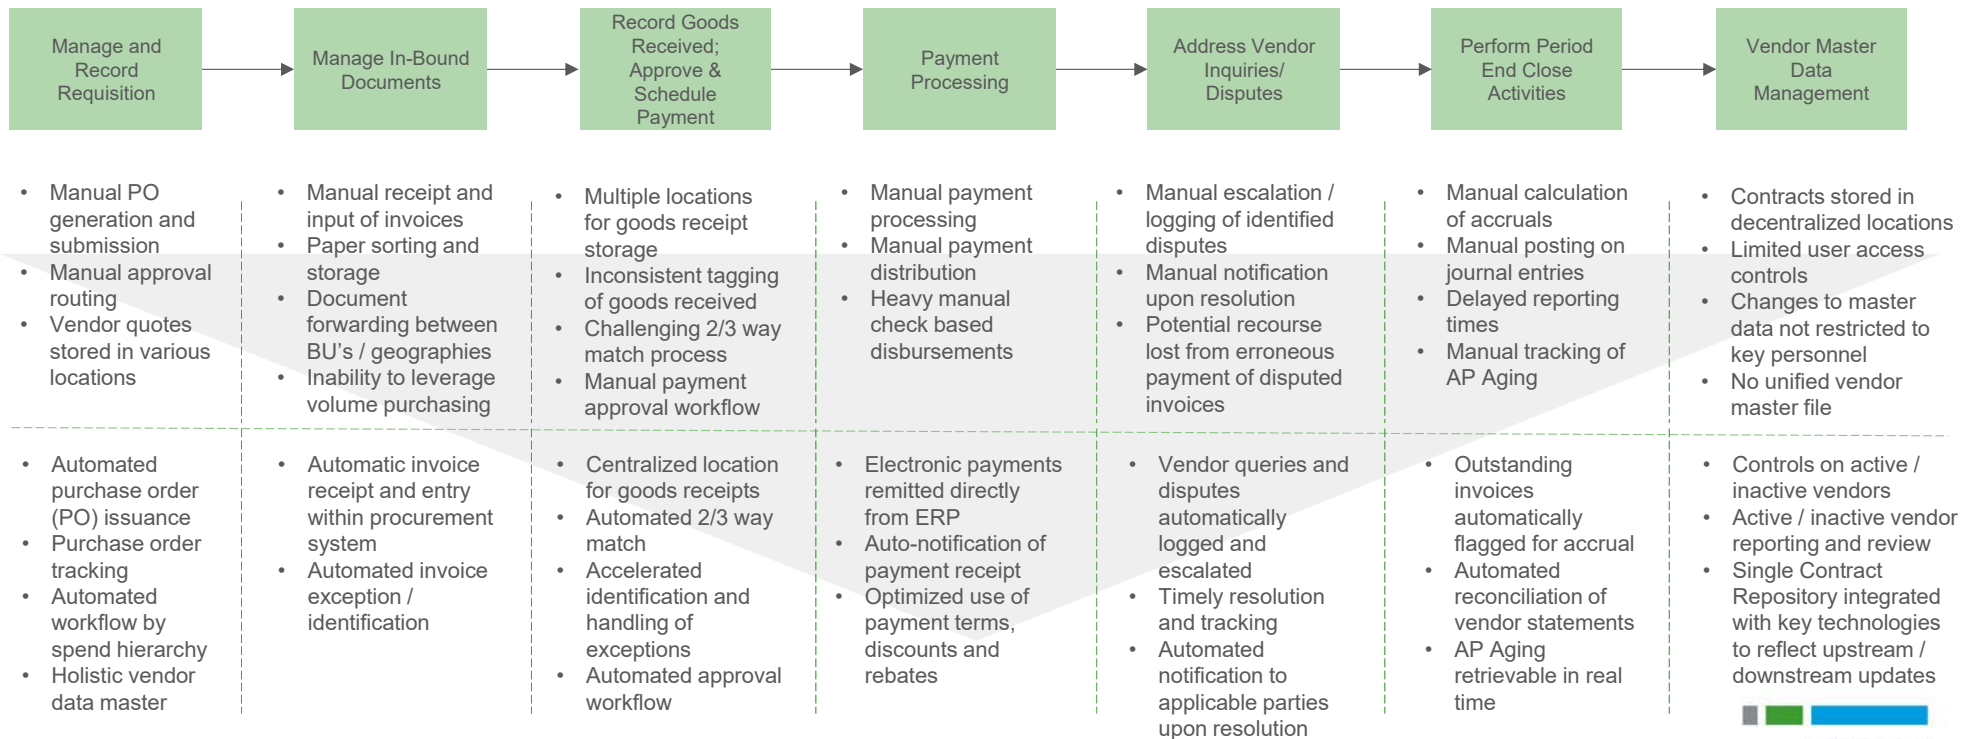 Manage and
Record
Requisition
Manage In-Bound
Documents
Record Goods
Received;
Approve &
Schedule
Payment
Payment
Processing
Address Vendor
Inquiries/
Disputes
Perform Period
End Close
Activities
Vendor Master
Data
Management
• Manual PO
generation and
submission
• Manual approval
routing
• Vendor quotes
stored in various
locations
• Manual receipt and
input of invoices
• Paper sorting and
storage
• Document
forwarding between
BU’s / geographies
• Inability to leverage
volume purchasing
• Multiple locations
for goods receipt
storage
• Inconsistent tagging
of goods received
• Challenging 2/3 way
match process
• Manual payment
approval workflow
• Manual payment
processing
• Manual payment
distribution
• Heavy manual
check based
disbursements
• Manual escalation /
logging of identified
disputes
• Manual notification
upon resolution
• Potential recourse
lost from erroneous
payment of disputed
invoices
• Manual calculation
of accruals
• Manual posting on
journal entries
• Delayed reporting
times
• Manual tracking of
AP Aging
• Contracts stored in
decentralized locations
• Limited user access
controls
• Changes to master
data not restricted to
key personnel
• No unified vendor
master file
• Automated
purchase order
(PO) issuance
• Purchase order
tracking
• Automated
workflow by
spend hierarchy
• Holistic vendor
data master
• Automatic invoice
receipt and entry
within procurement
system
• Automated invoice
exception /
identification
• Centralized location
for goods receipts
• Automated 2/3 way
match
• Accelerated
identification and
handling of
exceptions
• Automated approval
workflow
• Electronic payments
remitted directly
from ERP
• Auto-notification of
payment receipt
• Optimized use of
payment terms,
discounts and
rebates
• Vendor queries and
disputes
automatically
logged and
escalated
• Timely resolution
and tracking
• Automated
notification to
applicable parties
upon resolution
• Outstanding
invoices
automatically
flagged for accrual
• Automated
reconciliation of
vendor statements
• AP Aging
retrievable in real
time
• Controls on active /
inactive vendors
• Active / inactive vendor
reporting and review
• Single Contract
Repository integrated
with key technologies
to reflect upstream /
downstream updates